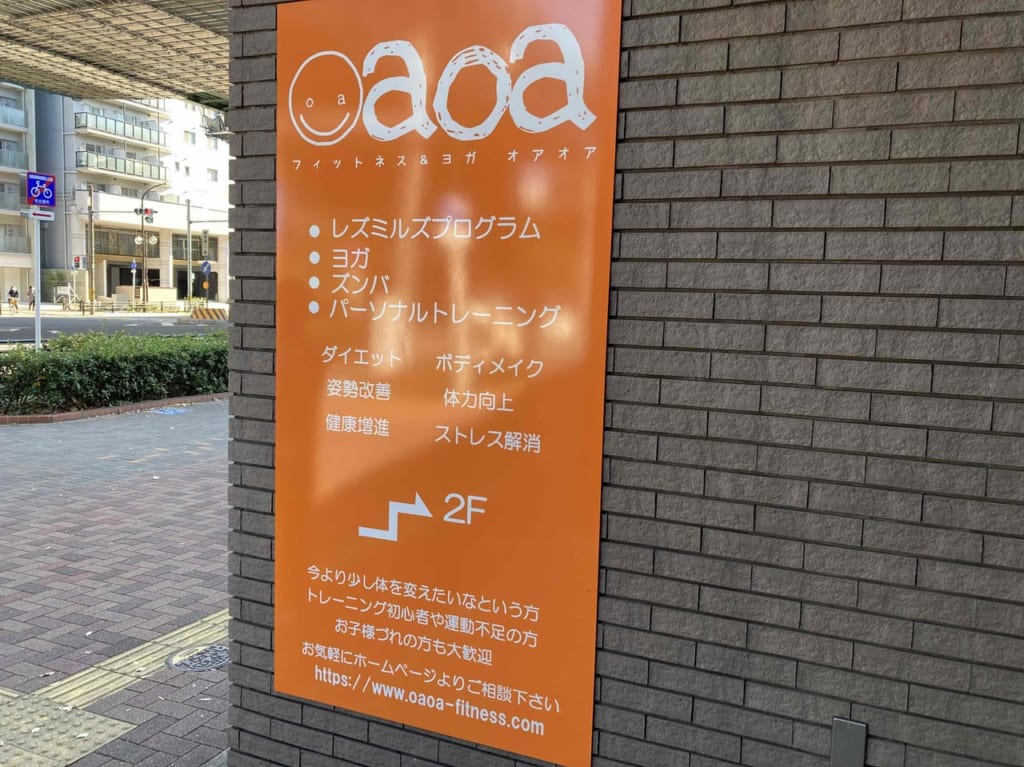 oaoa
o a
フィットネス&ヨガ オアオア
● レズミルズプログラム
● ヨガ
● ズンバ
● パーソナルトレーニング
ダイエット ボディメイク
姿勢改善 体力向上
健康増進 ストレス解消
2F
今より少し体を変えたいなという方
トレーニング初心者や運動不足の方
お子様づれの方も大歓迎
お気軽にホームページよりご相談下さい
https://www.oaoa-fitness.com